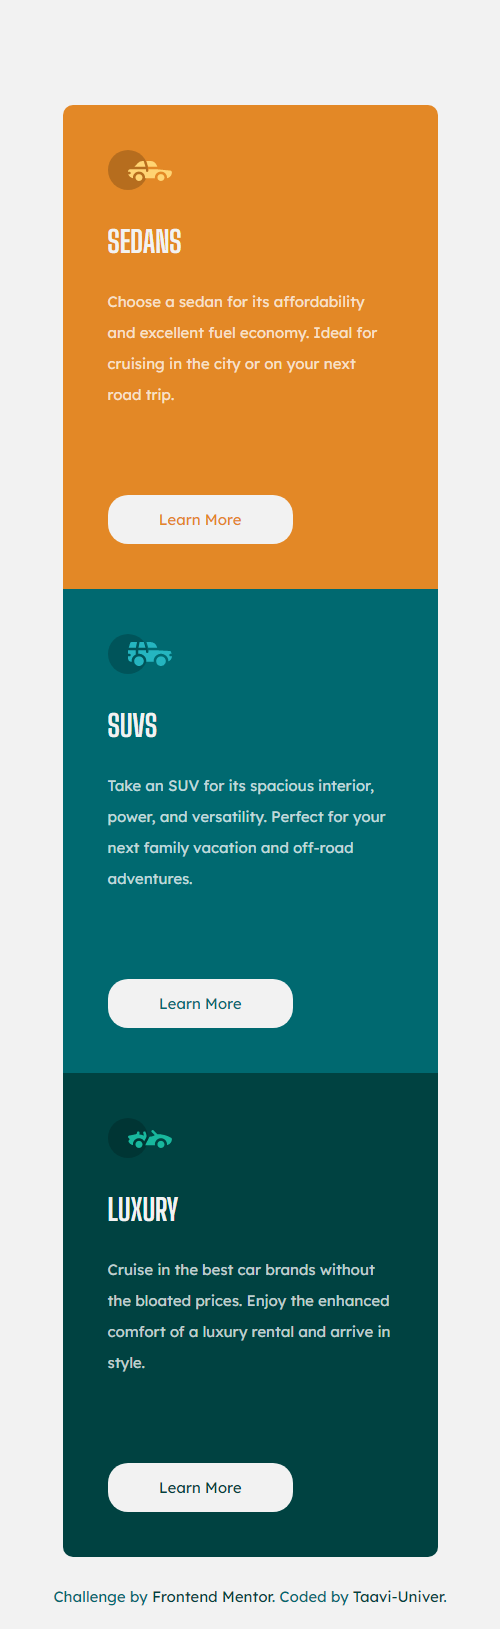 SEDANS
Choose a sedan for its affordability
and excellent fuel economy. Ideal for
cruising in the city or on your next
road trip.
Learn More
SUVS
Take an SUV for its spacious interior,
power, and versatility. Perfect for your
next family vacation and off-road
adventures.
Learn More
LUXURY
Cruise in the best car brands without
the bloated prices. Enjoy the enhanced
comfort of a luxury rental and arrive in
style.
Learn More
Challenge by Frontend Mentor. Coded by Taavi-Univer.